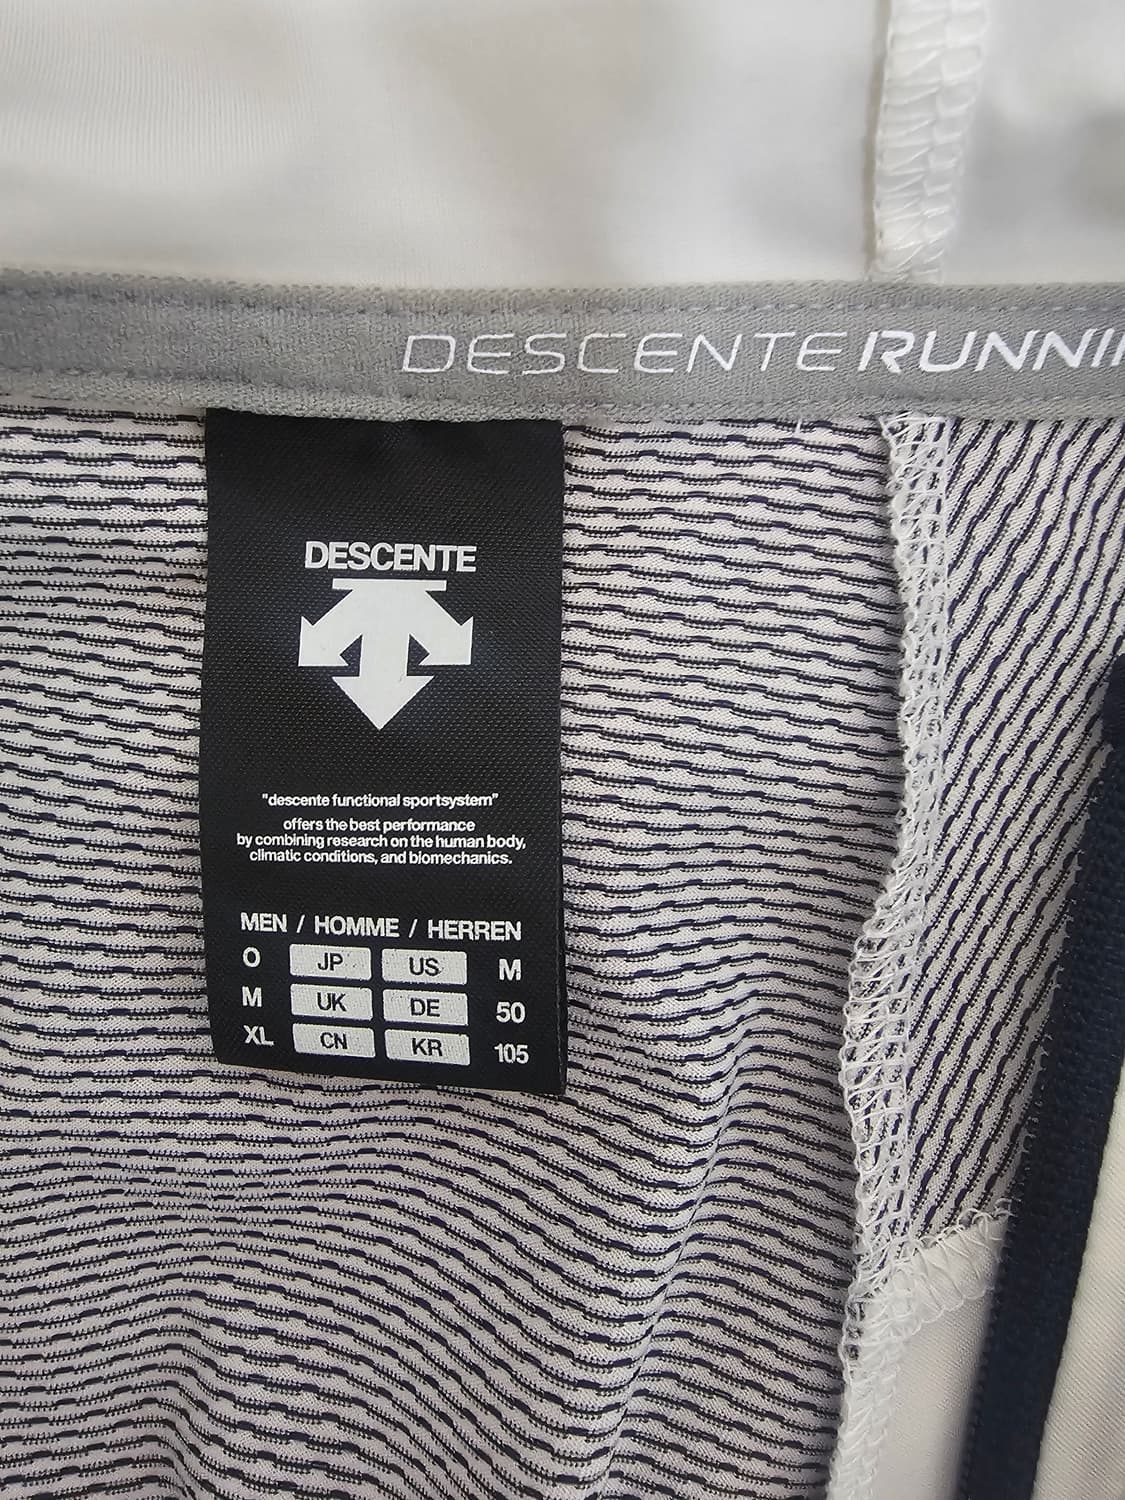 DESCENTE RUNNI
DESCENTE
"descente functional sportsystem"
offers the best performance
by combining research on the human body,
climatic conditions, and biomechanics.
MEN / HOMME / HERREN
O JP US M
M UK DE 50
XL CN KR 105